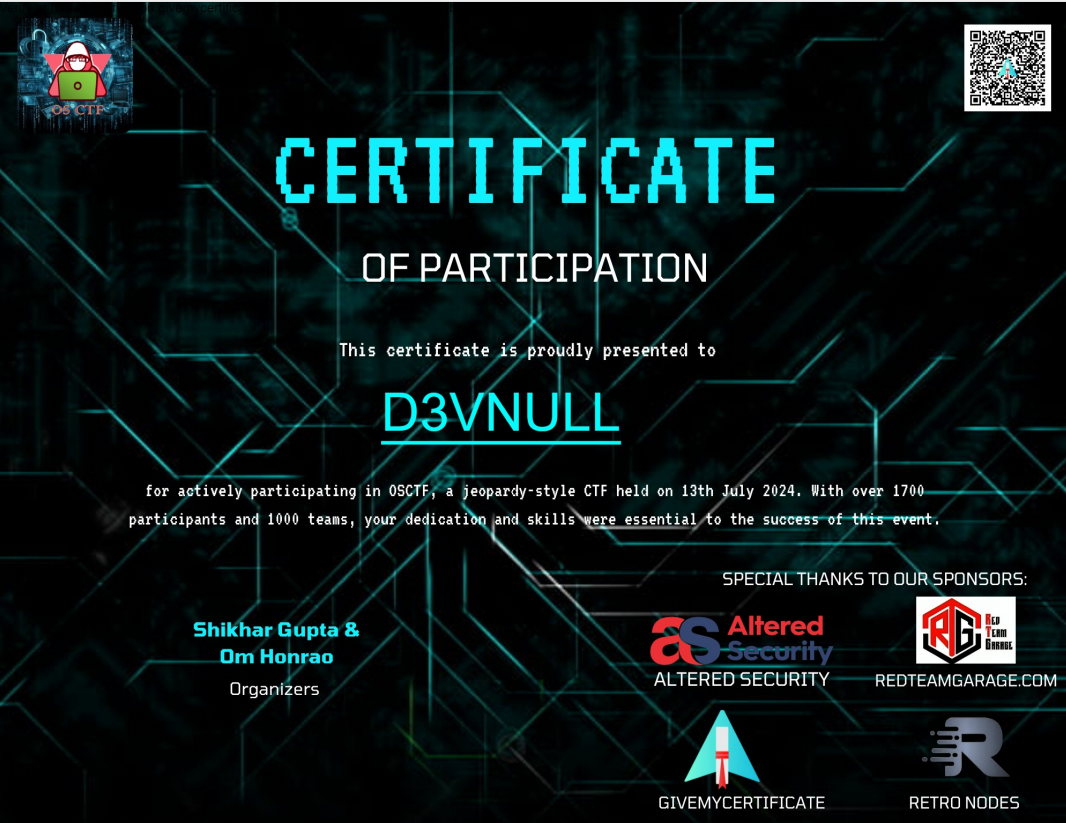 OS CTF
CERTIFICATE
OF PARTICIPATION
This certificate is proudly presented to
D3VNULL
for actively participating in OSCTF, a jeopardy-style CTF held on 13th July 2024. With over 1700
participants and 1000 teams, your dedication and skills were essential to the success of this event.
SPECIAL THANKS TO OUR SPONSORS:
Shikhar Gupta &
Om Honrao
Organizers
as Altered
Security
ALTERED SECURITY
RTG
Red
Team
Garage
REDTEAMGARAGE.COM
GIVEMYCERTIFICATE
R
RETRO NODES